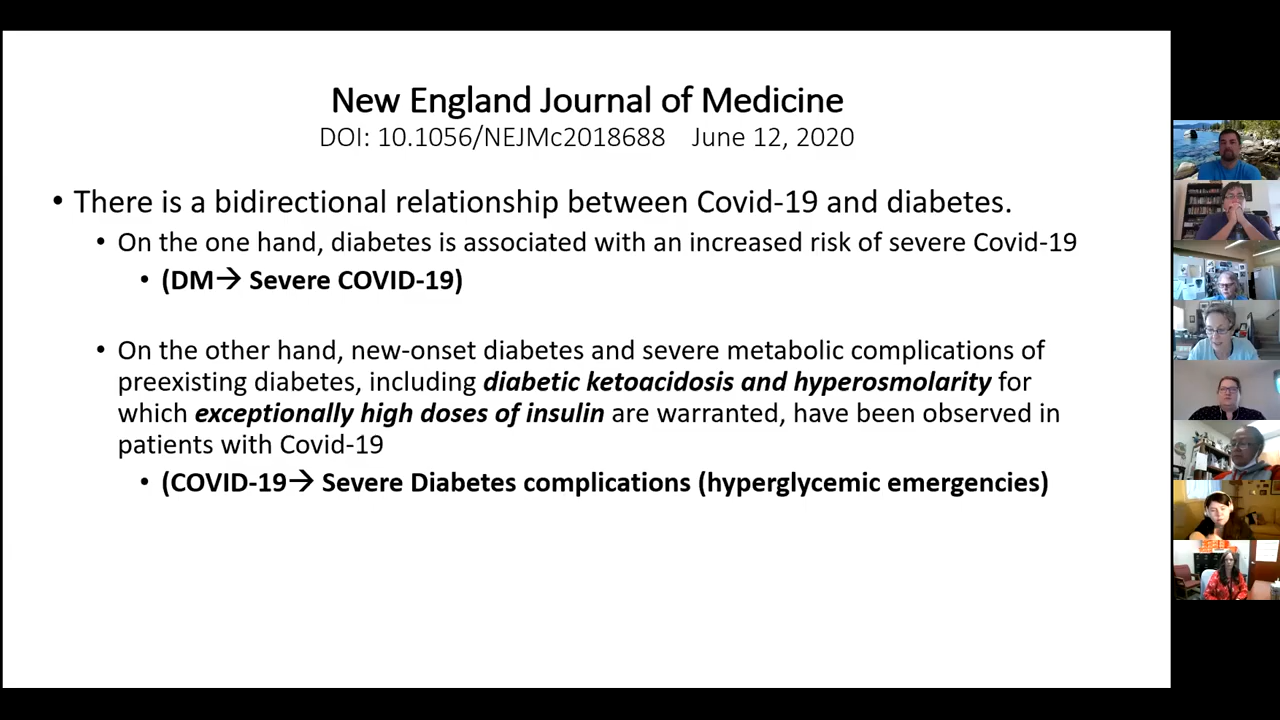 New England Journal of Medicine
DOI: 10.1056/NEJMc2018688 June 12, 2020
• There is a bidirectional relationship between Covid-19 and diabetes.
• On the one hand, diabetes is associated with an increased risk of severe Covid-19
• (DM→ Severe COVID-19)
• On the other hand, new-onset diabetes and severe metabolic complications of
preexisting diabetes, including diabetic ketoacidosis and hyperosmolarity for
which exceptionally high doses of insulin are warranted, have been observed in
patients with Covid-19
• (COVID-19→ Severe Diabetes complications (hyperglycemic emergencies)